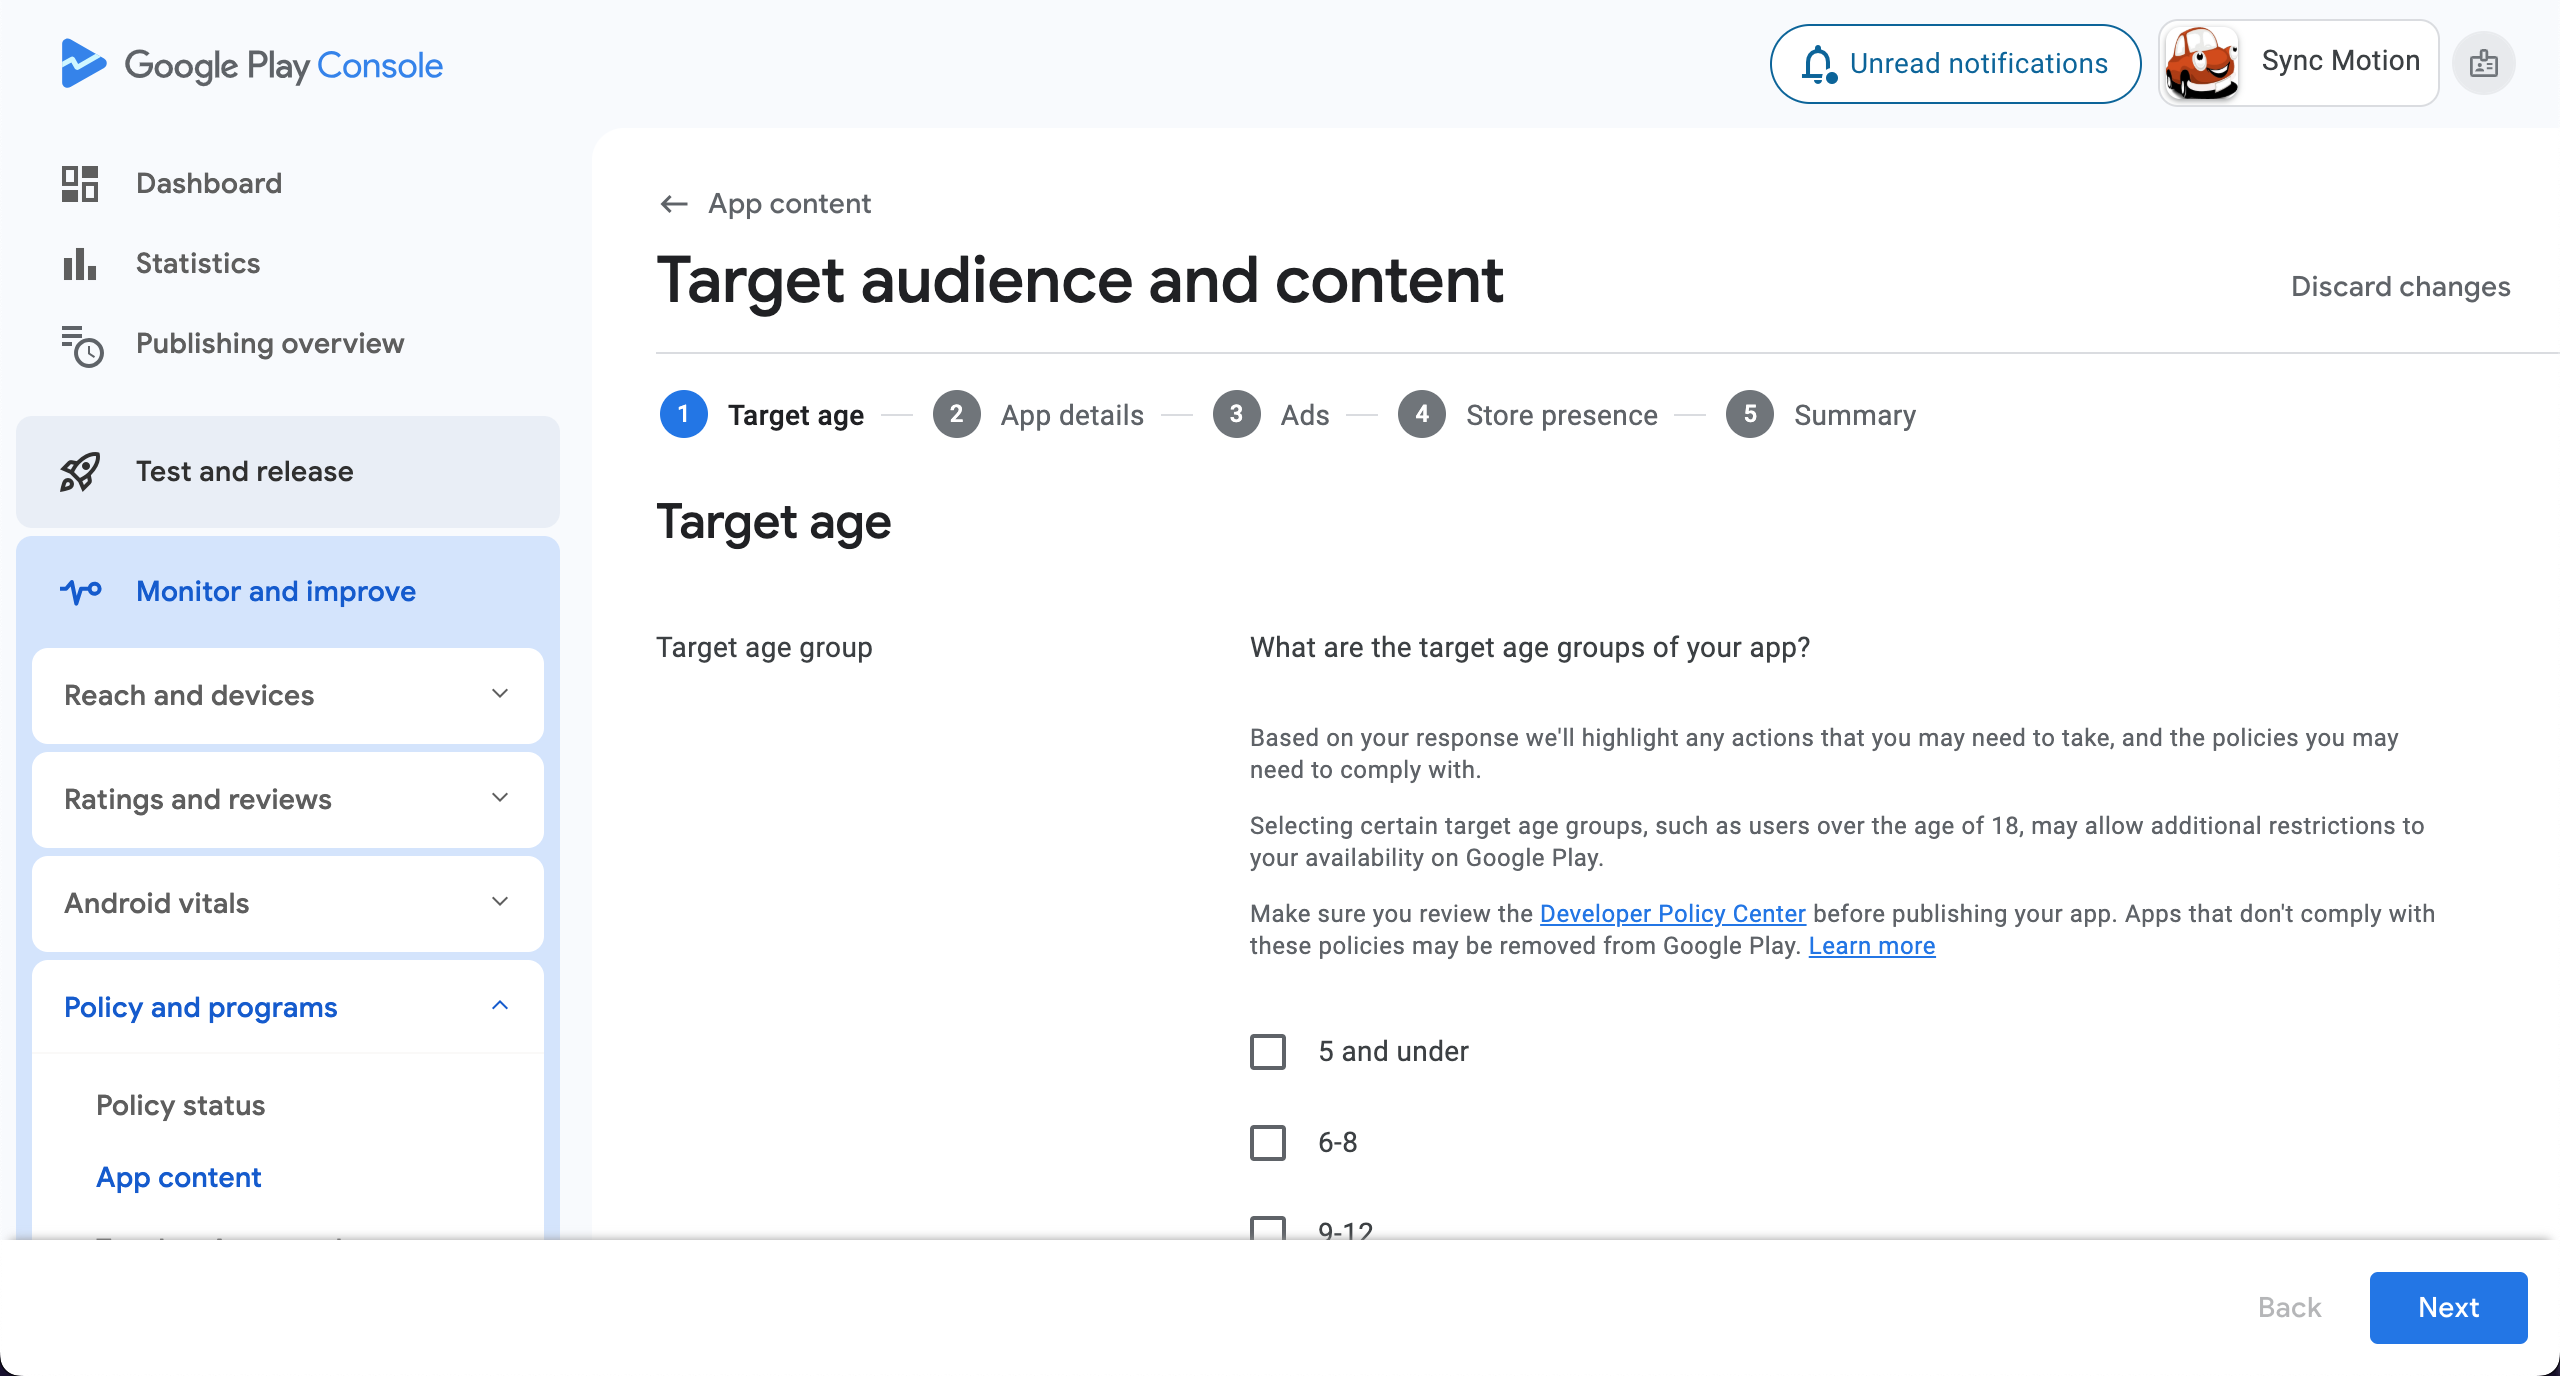 Google Play Console
Unread notifications
Sync Motion
Dashboard
Statistics
Publishing overview
Test and release
Monitor and improve
Reach and devices
Ratings and reviews
Android vitals
Policy and programs
Policy status
App content
App content
Target audience and content
Discard changes
1 Target age
2 App details
3 Ads
4 Store presence
5 Summary
Target age
Target age group
What are the target age groups of your app?
Based on your response we'll highlight any actions that you may need to take, and the policies you may
need to comply with.
Selecting certain target age groups, such as users over the age of 18, may allow additional restrictions to
your availability on Google Play.
Make sure you review the Developer Policy Center before publishing your app. Apps that don't comply with
these policies may be removed from Google Play. Learn more
5 and under
6-8
9-12
Back
Next